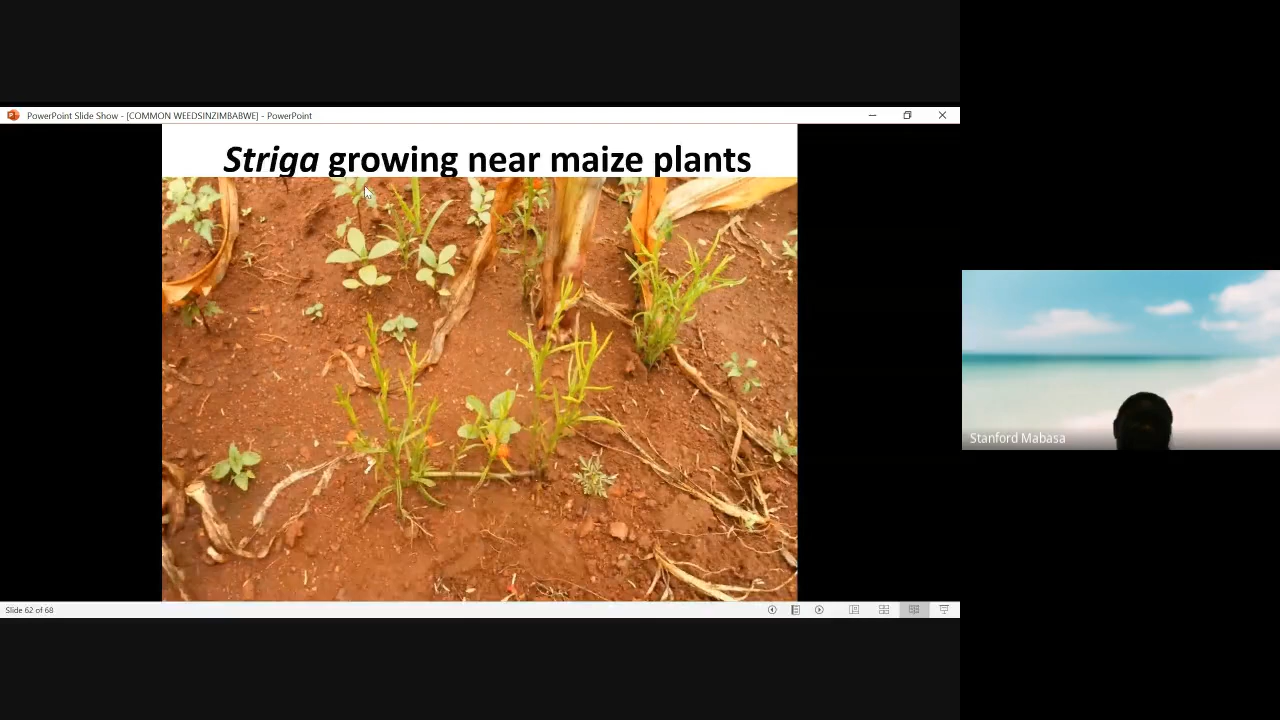 PowerPoint Slide Show - [COMMON WEEDSINZIMBABWE] - PowerPoint
Striga growing near maize plants
Stanford Mabasa
Slide 62 of 68